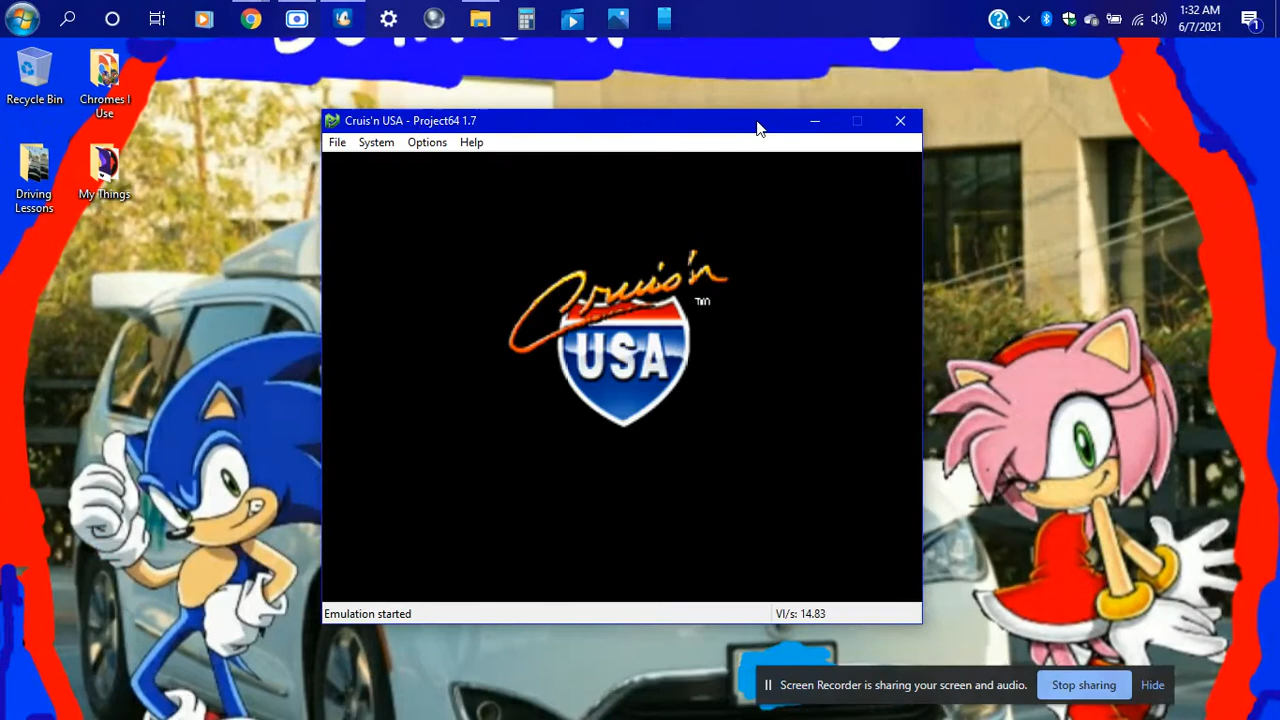 1:32 AM
6/7/2021
1
Recycle Bin
Chromes I
Use
Driving
Lessons
My Things
Cruis'n USA - Project64 1.7
File System Options Help
Cruis'n
TM
USA
Emulation started
VI/s: 14.83
Screen Recorder is sharing your screen and audio.
Stop sharing
Hide